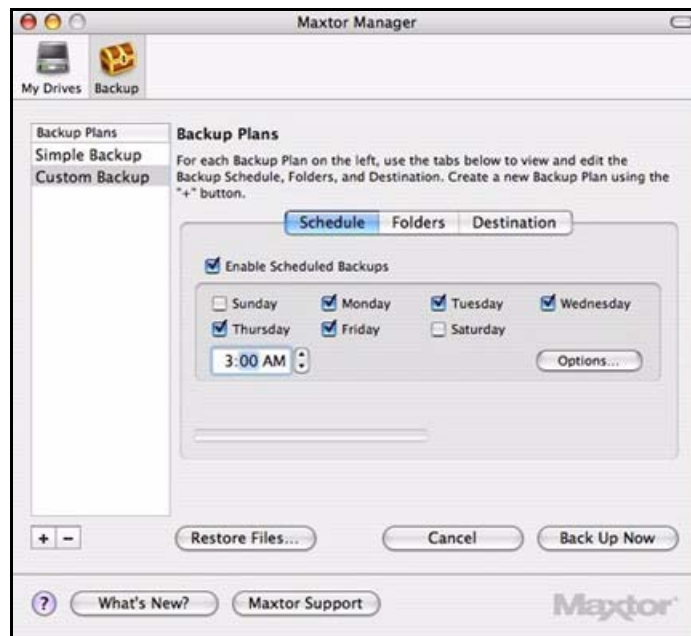 Maxtor Manager
My Drives Backup
Backup Plans
Simple Backup
Custom Backup
Backup Plans
For each Backup Plan on the left, use the tabs below to view and edit the
Backup Schedule, Folders, and Destination. Create a new Backup Plan using the
"+" button.
Schedule Folders Destination
Enable Scheduled Backups
Sunday Monday Tuesday Wednesday
Thursday Friday Saturday
3:00 AM Options...
+ −
Restore Files... Cancel Back Up Now
? What's New? Maxtor Support Maxtor